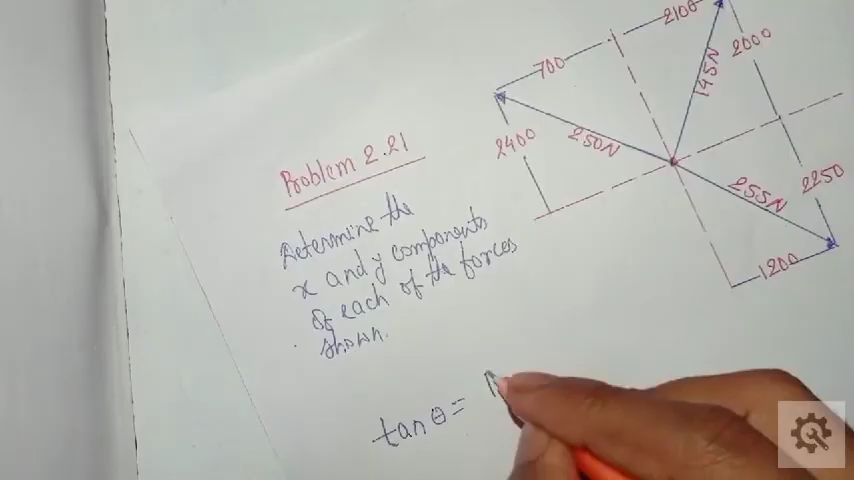 2100
700
145N
2000
Problem 2.21
2400
250N
255N
2250
Determine the
x and y components
of each of the forces
shown.
1200
tan θ =